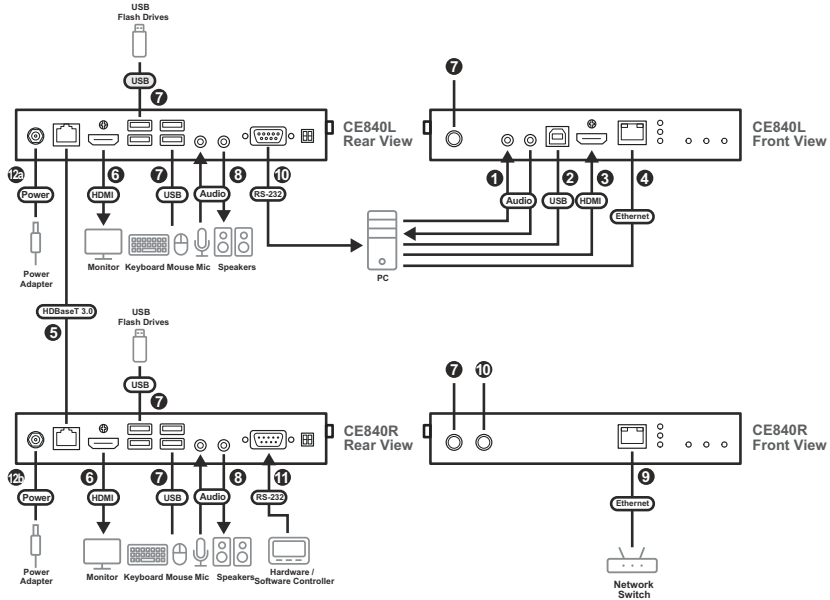 USB
Flash Drives
USB
7
7
CE840L
Rear View
CE840L
Front View
12a
6
7
8
10
1
2
3
4
Power
HDMI
USB
Audio
RS-232
Audio
USB
HDMI
Ethernet
Power
Adapter
Monitor
Keyboard
Mouse
Mic
Speakers
PC
HDBaseT 3.0
5
USB
Flash Drives
USB
7
7
10
CE840R
Rear View
CE840R
Front View
12b
6
7
8
11
9
Power
HDMI
USB
Audio
RS-232
Ethernet
Power
Adapter
Monitor
Keyboard
Mouse
Mic
Speakers
Hardware /
Software Controller
Network
Switch